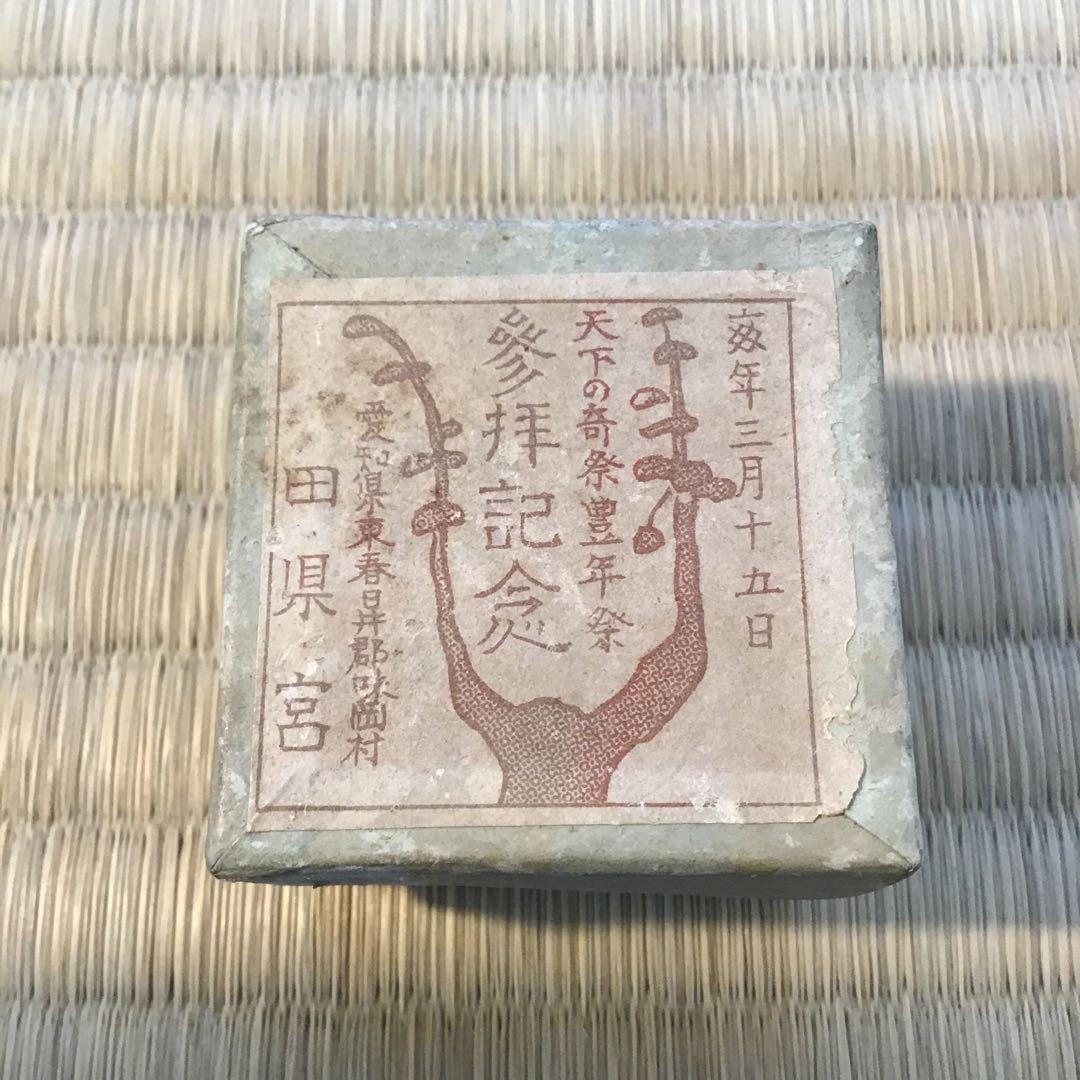 毎年三月十五日
天下の奇祭豊年祭
參拝記念
愛知県東春日井郡味岡村
田県宮